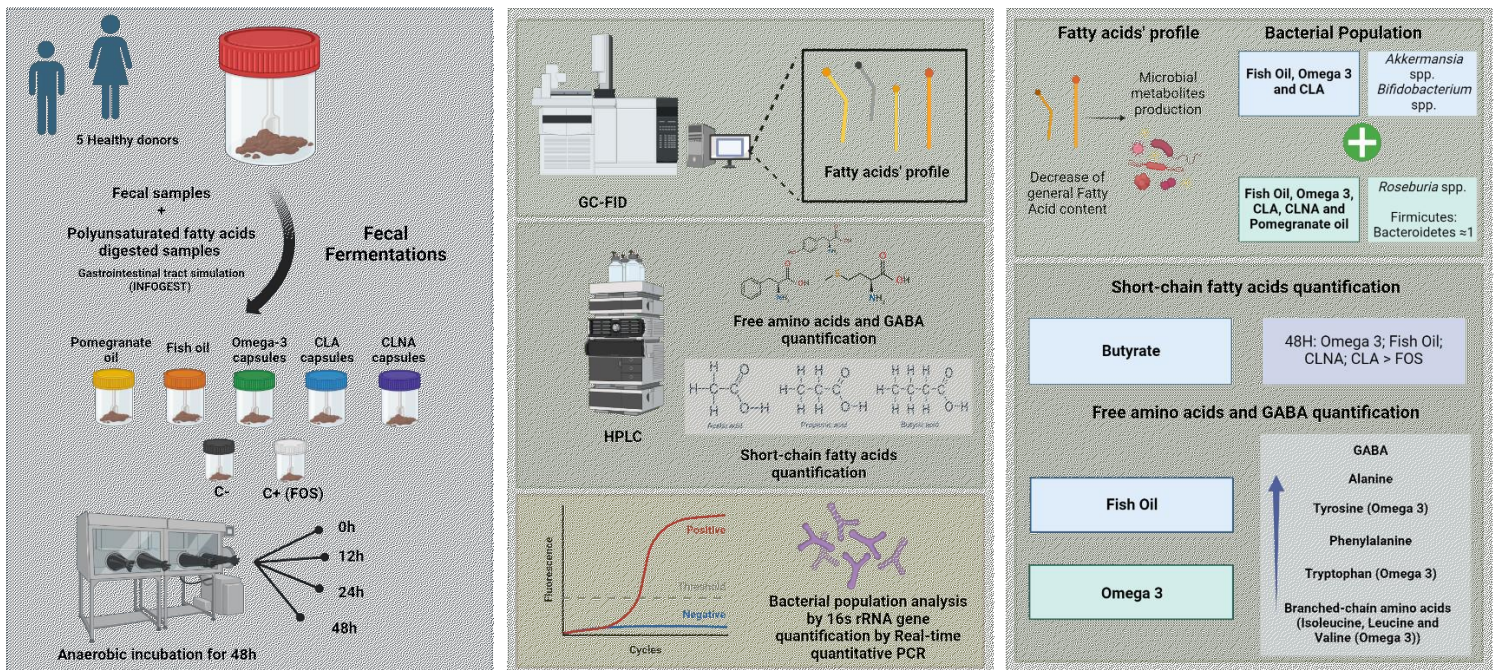 5 Healthy donors
Fecal samples
+
Polyunsaturated fatty acids
digested samples
Gastrointestinal tract simulation
(INFOGEST)
Fecal
Fermentations
Pomegranate
oil
Fish oil
Omega-3
capsules
CLA
capsules
CLNA
capsules
C-
C+ (FOS)
0h
12h
24h
48h
Anaerobic incubation for 48h
GC-FID
Fatty acids' profile
HPLC
HO
O
OH
NH₂
O
OH
NH₂
S
O
OH
NH₂
Free amino acids and GABA
quantification
H
H–C–C
H
O
O–H
Acetic acid
H H
H–C–C–C
H H
O
O–H
Propionic acid
H H H
H–C–C–C–C
H H H
O
O–H
Butyric acid
Short-chain fatty acids
quantification
Fluorescence
Positive
Threshold
Negative
Cycles
Bacterial population analysis
by 16s rRNA gene
quantification by Real-time
quantitative PCR
Fatty acids' profile
Microbial
metabolites
production
Decrease of
general Fatty
Acid content
Bacterial Population
Fish Oil, Omega 3
and CLA
Akkermansia
spp.
Bifidobacterium
spp.
Fish Oil, Omega 3,
CLA, CLNA and
Pomegranate oil
Roseburia spp.
Firmicutes:
Bacteroidetes ≈1
Short-chain fatty acids quantification
Butyrate
48H: Omega 3; Fish Oil;
CLNA; CLA > FOS
Free amino acids and GABA quantification
Fish Oil
Omega 3
GABA
Alanine
Tyrosine (Omega 3)
Phenylalanine
Tryptophan (Omega 3)
Branched-chain amino acids
(Isoleucine, Leucine and
Valine (Omega 3))